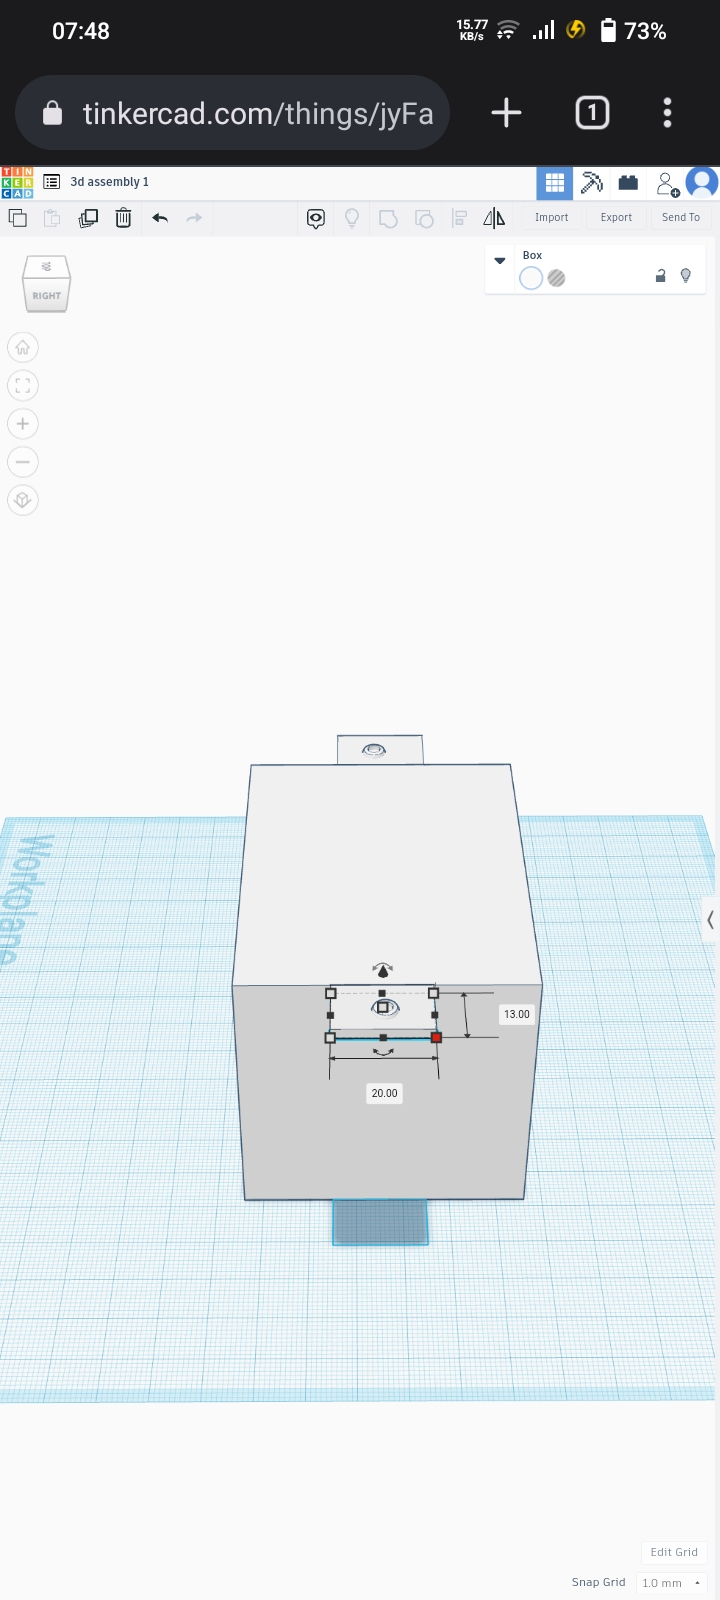 07:48
15.77
KB/s
73%
tinkercad.com/things/jyFa
1
TIN
KER
CAD
3d assembly 1
Import
Export
Send To
Box
RIGHT
Workplane
13.00
20.00
Edit Grid
Snap Grid
1.0 mm